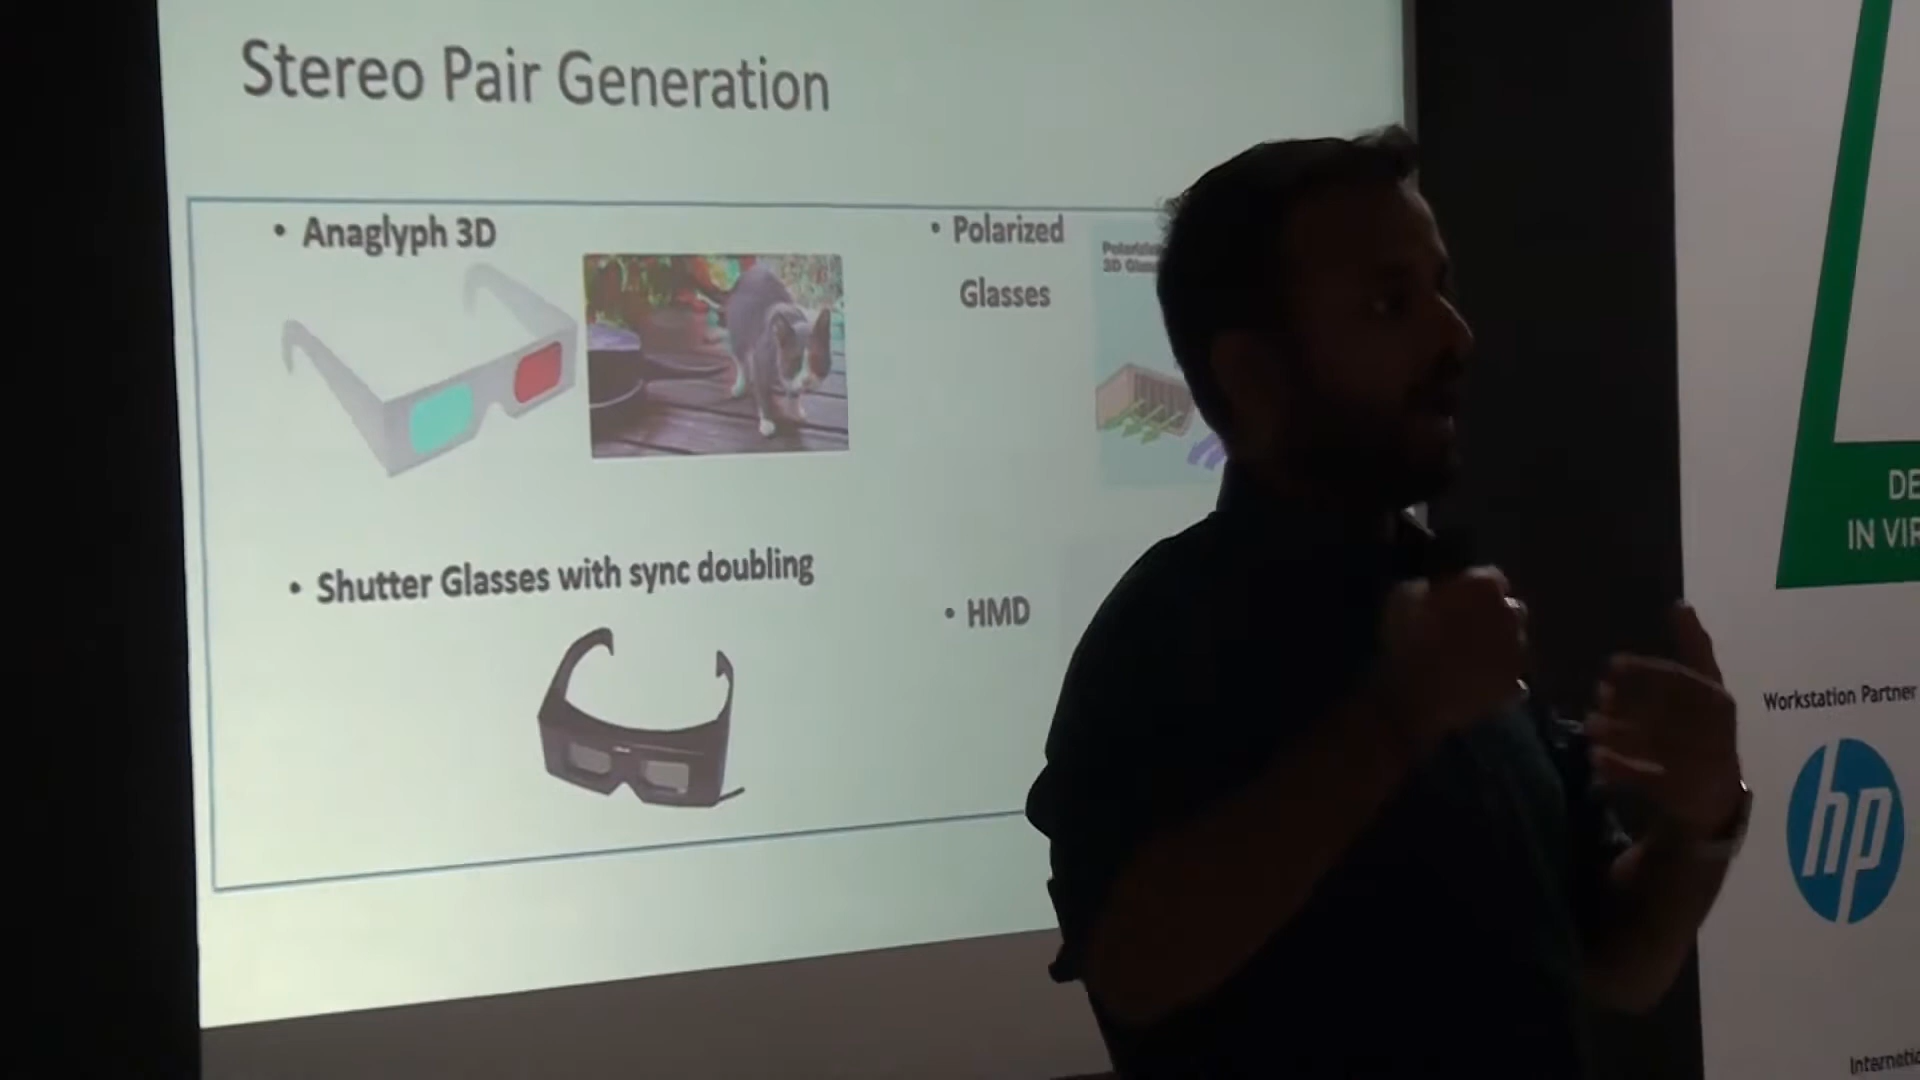 Stereo Pair Generation
• Anaglyph 3D
• Polarized
Glasses
3D
• Shutter Glasses with sync doubling
• HMD
DE
IN VIR
Workstation Partner
hp